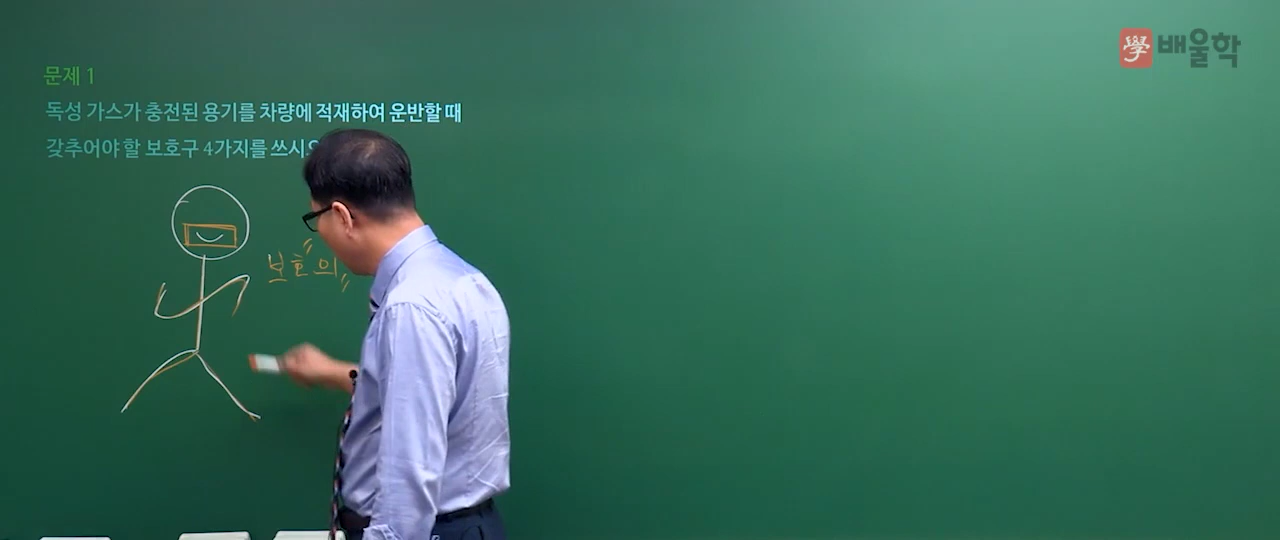 學 배울학
문제 1
독성 가스가 충전된 용기를 차량에 적재하여 운반할 때
갖추어야 할 보호구 4가지를 쓰시오
보호의